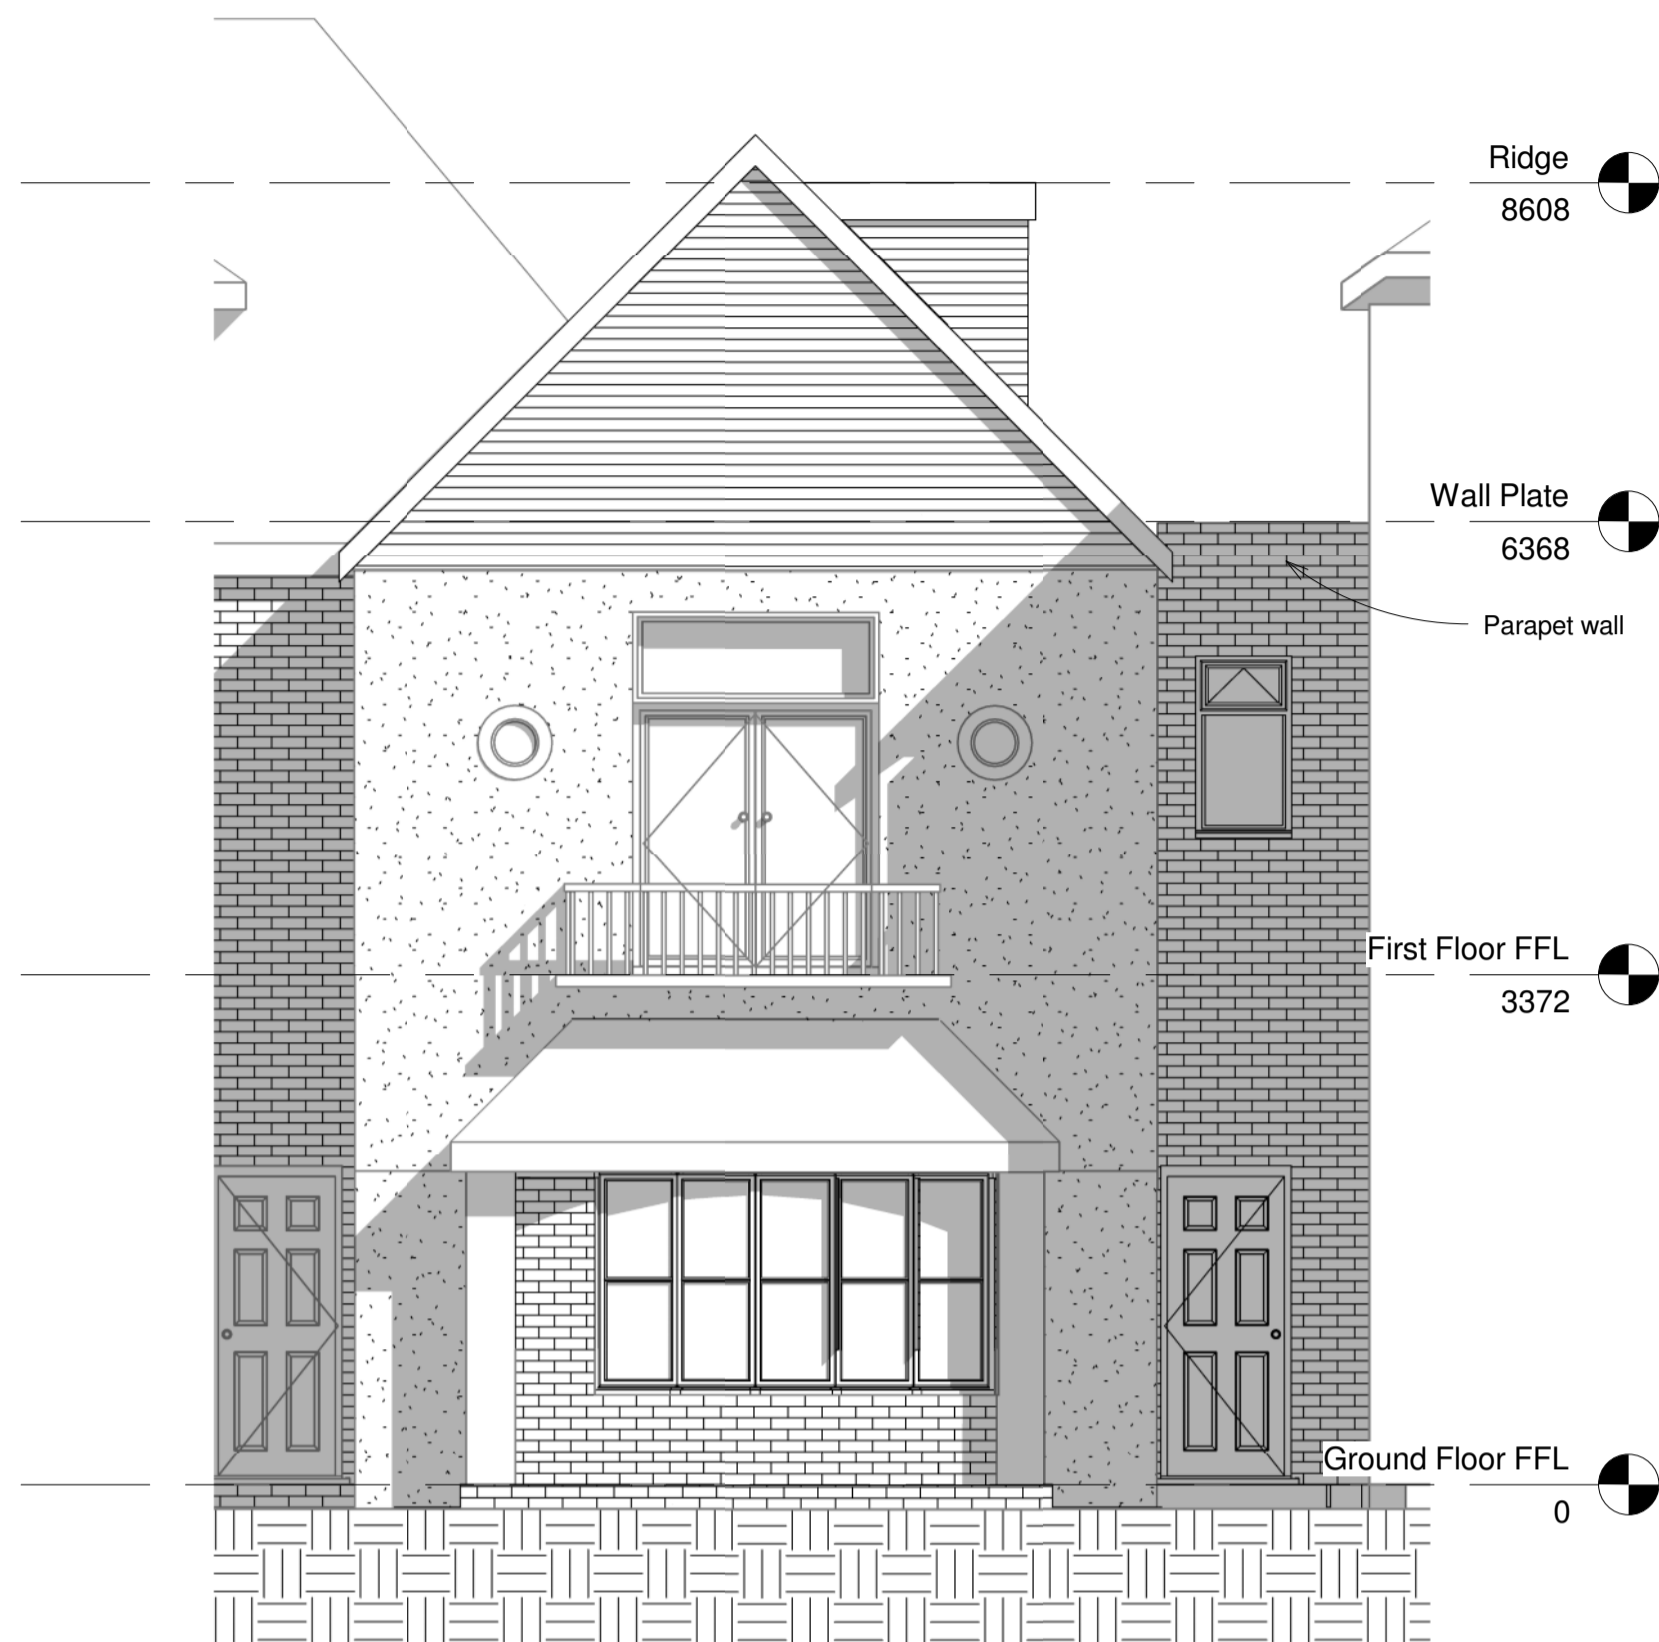 Ridge
8608
Wall Plate
6368
Parapet wall
First Floor FFL
3372
Ground Floor FFL
0